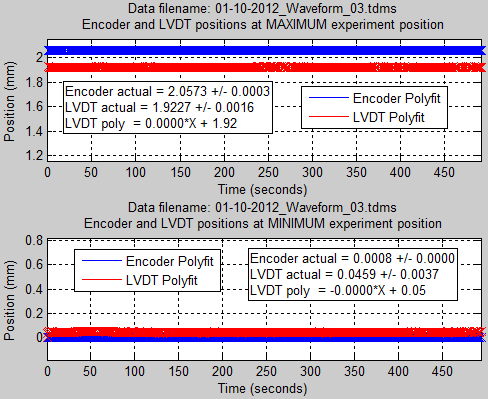 Data filename: 01-10-2012_Waveform_03.tdms
Encoder and LVDT positions at MAXIMUM experiment position
Position (mm)
2
1.8
1.6
1.4
1.2
Encoder actual = 2.0573 +/- 0.0003
LVDT actual = 1.9227 +/- 0.0016
LVDT poly = 0.0000*X + 1.92
Encoder Polyfit
LVDT Polyfit
0 50 100 150 200 250 300 350 400 450
Time (seconds)
Data filename: 01-10-2012_Waveform_03.tdms
Encoder and LVDT positions at MINIMUM experiment position
Position (mm)
0.8
0.6
0.4
0.2
0
Encoder Polyfit
LVDT Polyfit
Encoder actual = 0.0008 +/- 0.0000
LVDT actual = 0.0459 +/- 0.0037
LVDT poly = -0.0000*X + 0.05
0 50 100 150 200 250 300 350 400 450
Time (seconds)